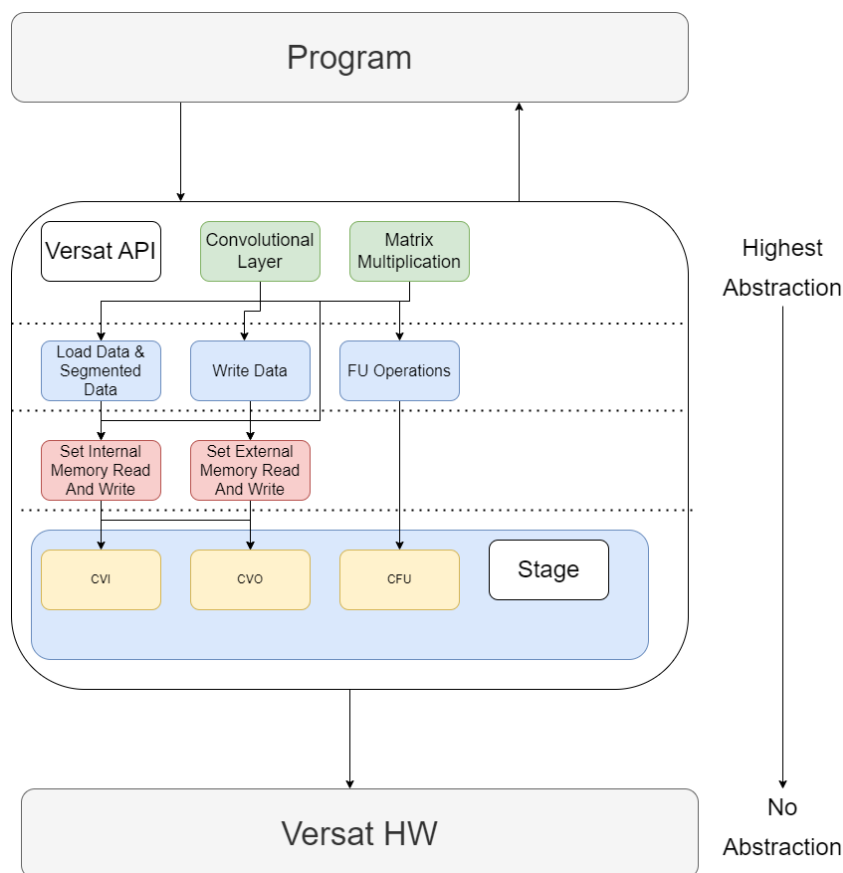 Program
Versat API
Convolutional
Layer
Matrix
Multiplication
Highest
Abstraction
Load Data &
Segmented
Data
Write Data
FU Operations
Set Internal
Memory Read
And Write
Set External
Memory Read
And Write
CVI
CVO
CFU
Stage
Versat HW
No
Abstraction